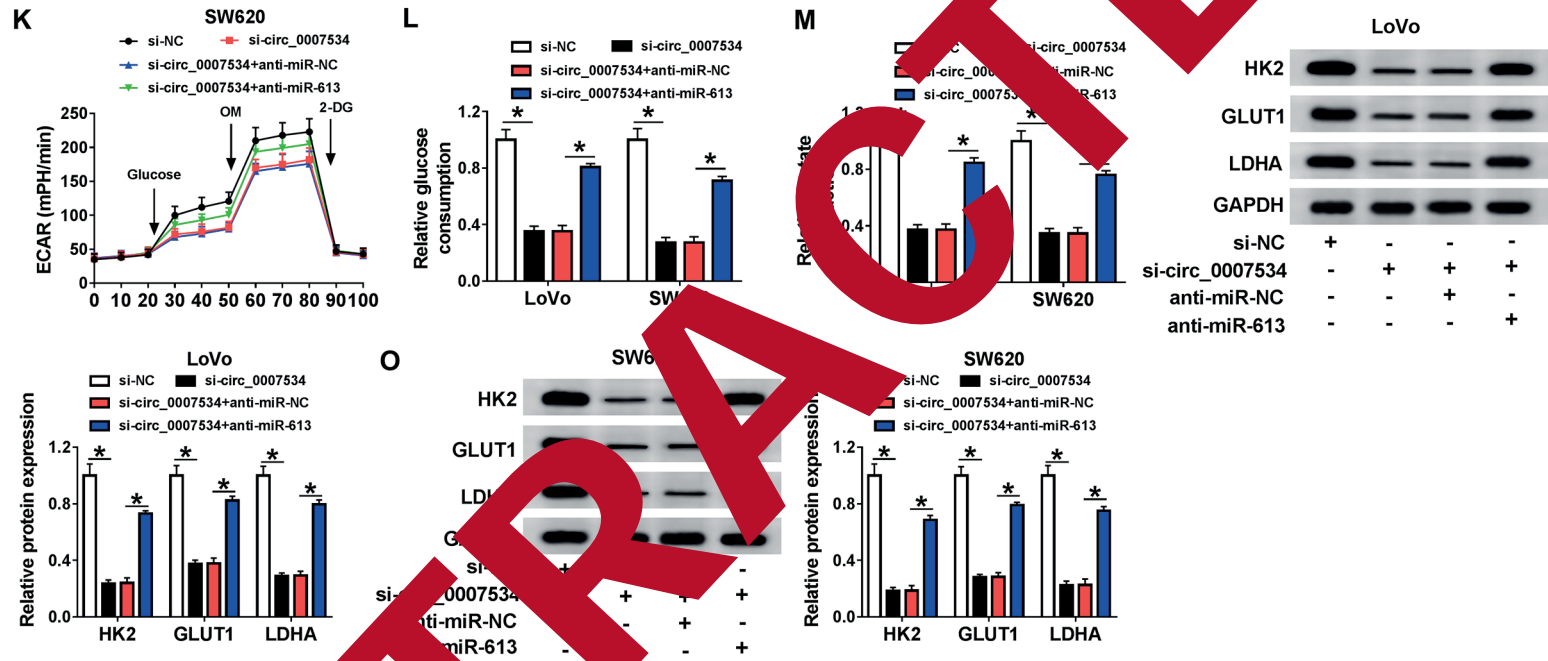 K
SW620
si-NC si-circ_0007534
si-circ_0007534+anti-miR-NC
si-circ_0007534+anti-miR-613
OM 2-DG
Glucose
ECAR (mPH/min)
250
200
150
100
50
0
0 10 20 30 40 50 60 70 80 90 100
L
si-NC si-circ_0007534
si-circ_0007534+anti-miR-NC
si-circ_0007534+anti-miR-613
Relative glucose
consumption
1.2
0.8
0.4
0.0
* * * *
LoVo
M
si-circ_0007534
si-circ_0007534
0.8
0.4
* *
SW620
LoVo
HK2
GLUT1
LDHA
GAPDH
si-NC + - - -
si-circ_0007534 - + + +
anti-miR-NC - - + -
anti-miR-613 - - - +
LoVo
si-NC si-circ_0007534
si-circ_0007534+anti-miR-NC
si-circ_0007534+anti-miR-613
Relative protein expression
1.2
0.8
0.4
0.0
* * * * * *
HK2 GLUT1 LDHA
O
HK2
GLUT1
+ +
+ -
- +
SW620
si-NC si-circ_0007534
si-circ_0007534+anti-miR-NC
si-circ_0007534+anti-miR-613
Relative protein expression
1.2
0.8
0.4
0.0
* * * * * *
HK2 GLUT1 LDHA
TRACTE